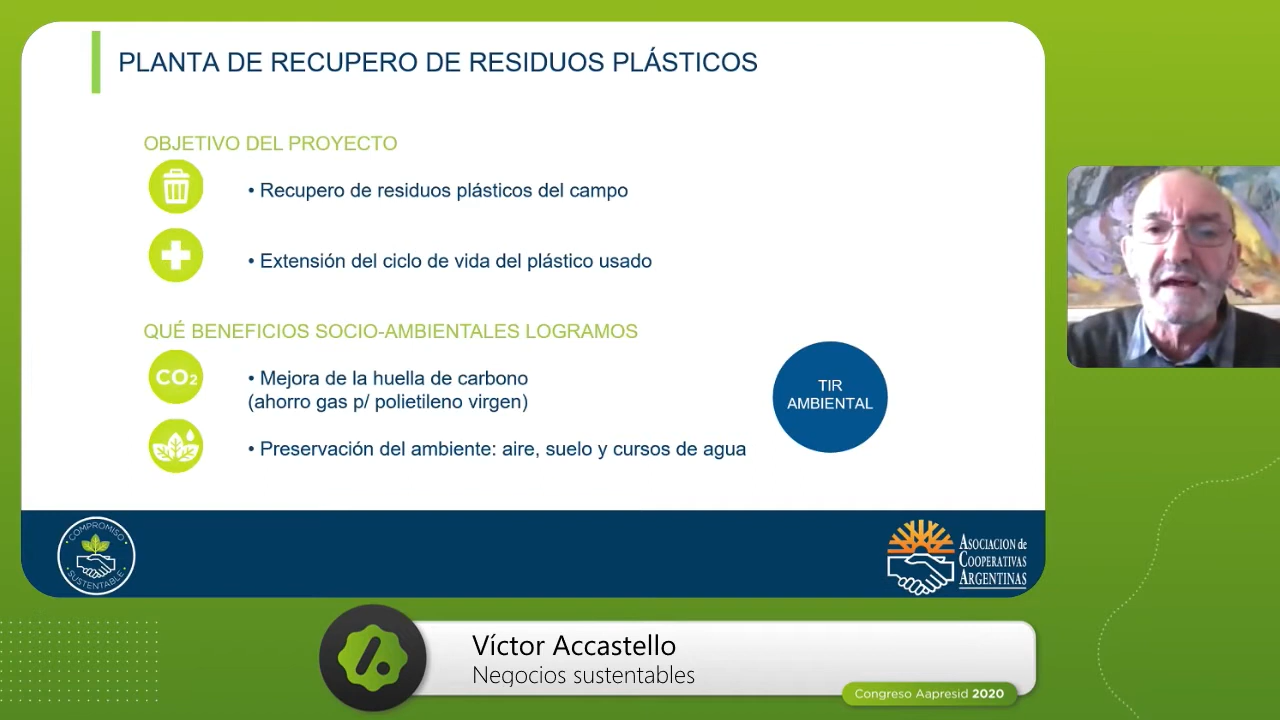 PLANTA DE RECUPERO DE RESIDUOS PLÁSTICOS
OBJETIVO DEL PROYECTO
• Recupero de residuos plásticos del campo
• Extensión del ciclo de vida del plástico usado
QUÉ BENEFICIOS SOCIO-AMBIENTALES LOGRAMOS
CO2
• Mejora de la huella de carbono
(ahorro gas p/ polietileno virgen)
• Preservación del ambiente: aire, suelo y cursos de agua
TIR
AMBIENTAL
COMPROMISO
SUSTENTABLE
ASOCIACION de
COOPERATIVAS
ARGENTINAS
Víctor Accastello
Negocios sustentables
Congreso Aapresid 2020